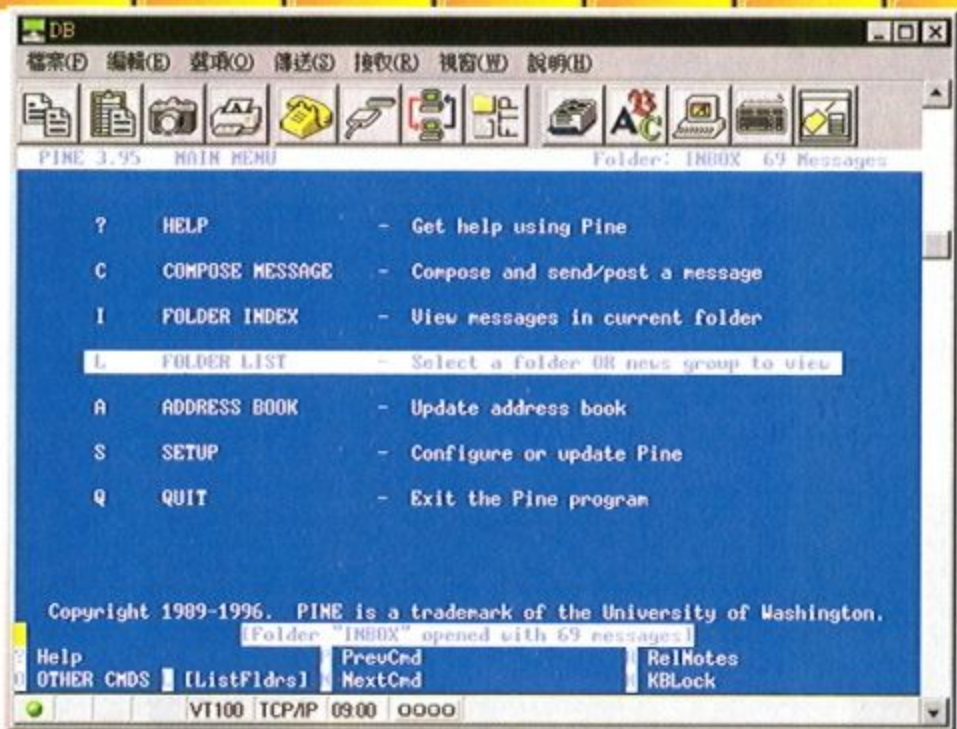 DB
檔案(F) 編輯(E) 選項(O) 傳送(S) 接收(R) 視窗(W) 說明(H)
PINE 3.95 MAIN MENU Folder: INBOX 69 Messages
? HELP - Get help using Pine
C COMPOSE MESSAGE - Compose and send/post a message
I FOLDER INDEX - View messages in current folder
L FOLDER LIST - Select a folder OR news group to view
A ADDRESS BOOK - Update address book
S SETUP - Configure or update Pine
Q QUIT - Exit the Pine program
Copyright 1989-1996. PINE is a trademark of the University of Washington.
[Folder "INBOX" opened with 69 messages]
? Help PrevCmd RelNotes
O OTHER CMDS [ListFldrs] NextCmd KBLock
VT100 TCP/IP 09:00